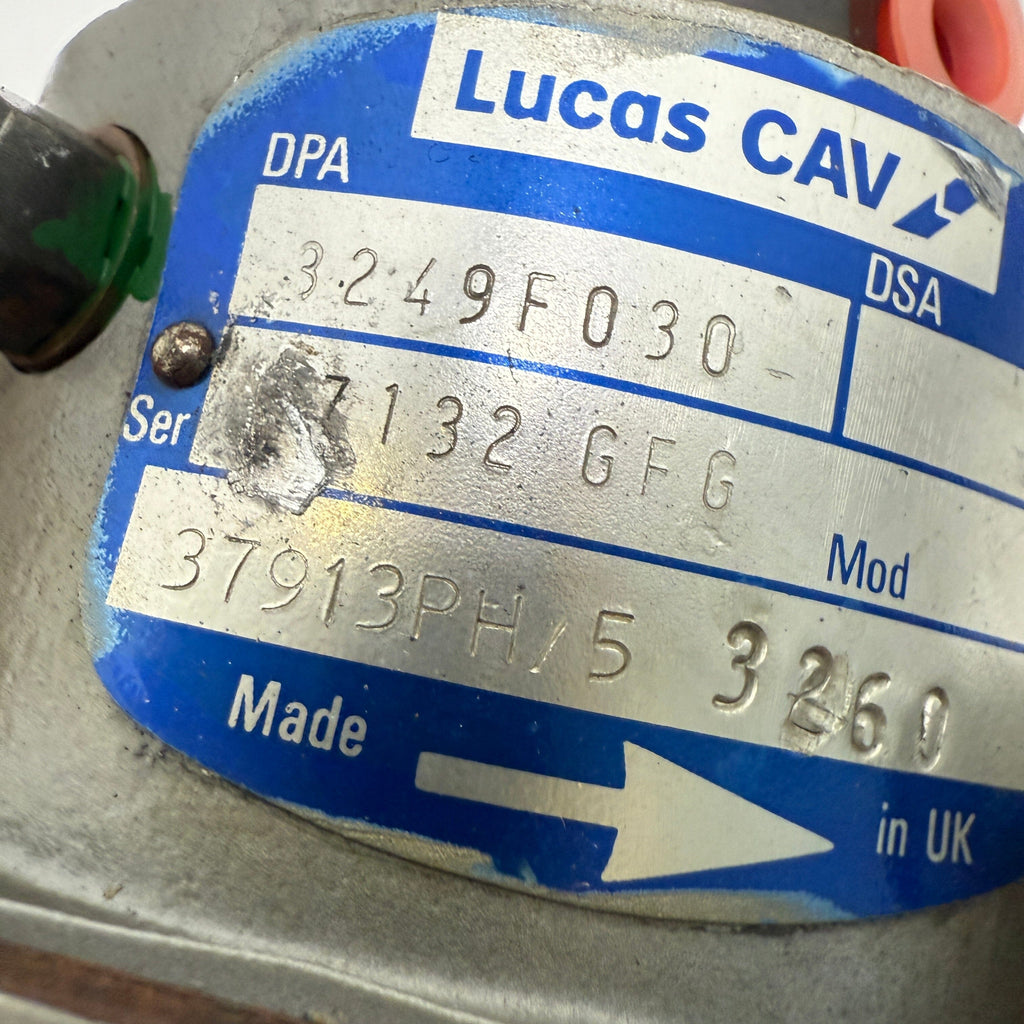 Lucas CAV
DPA
3249F030-
DSA
Ser
7132 GFG
Mod
37913PH/5 3260
Made
in UK